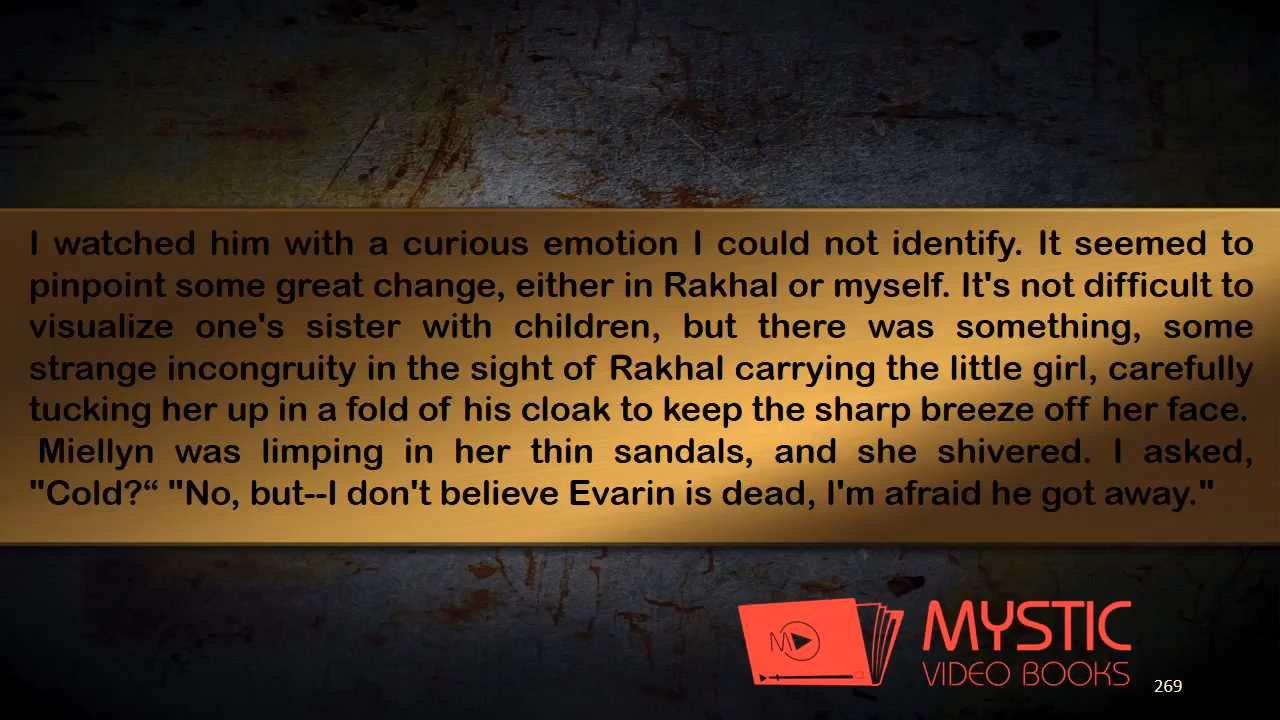 I watched him with a curious emotion I could not identify. It seemed to
pinpoint some great change, either in Rakhal or myself. It's not difficult to
visualize one's sister with children, but there was something, some
strange incongruity in the sight of Rakhal carrying the little girl, carefully
tucking her up in a fold of his cloak to keep the sharp breeze off her face.
Miellyn was limping in her thin sandals, and she shivered. I asked,
"Cold?“ "No, but--I don't believe Evarin is dead, I'm afraid he got away."
MYSTIC
VIDEO BOOKS
269